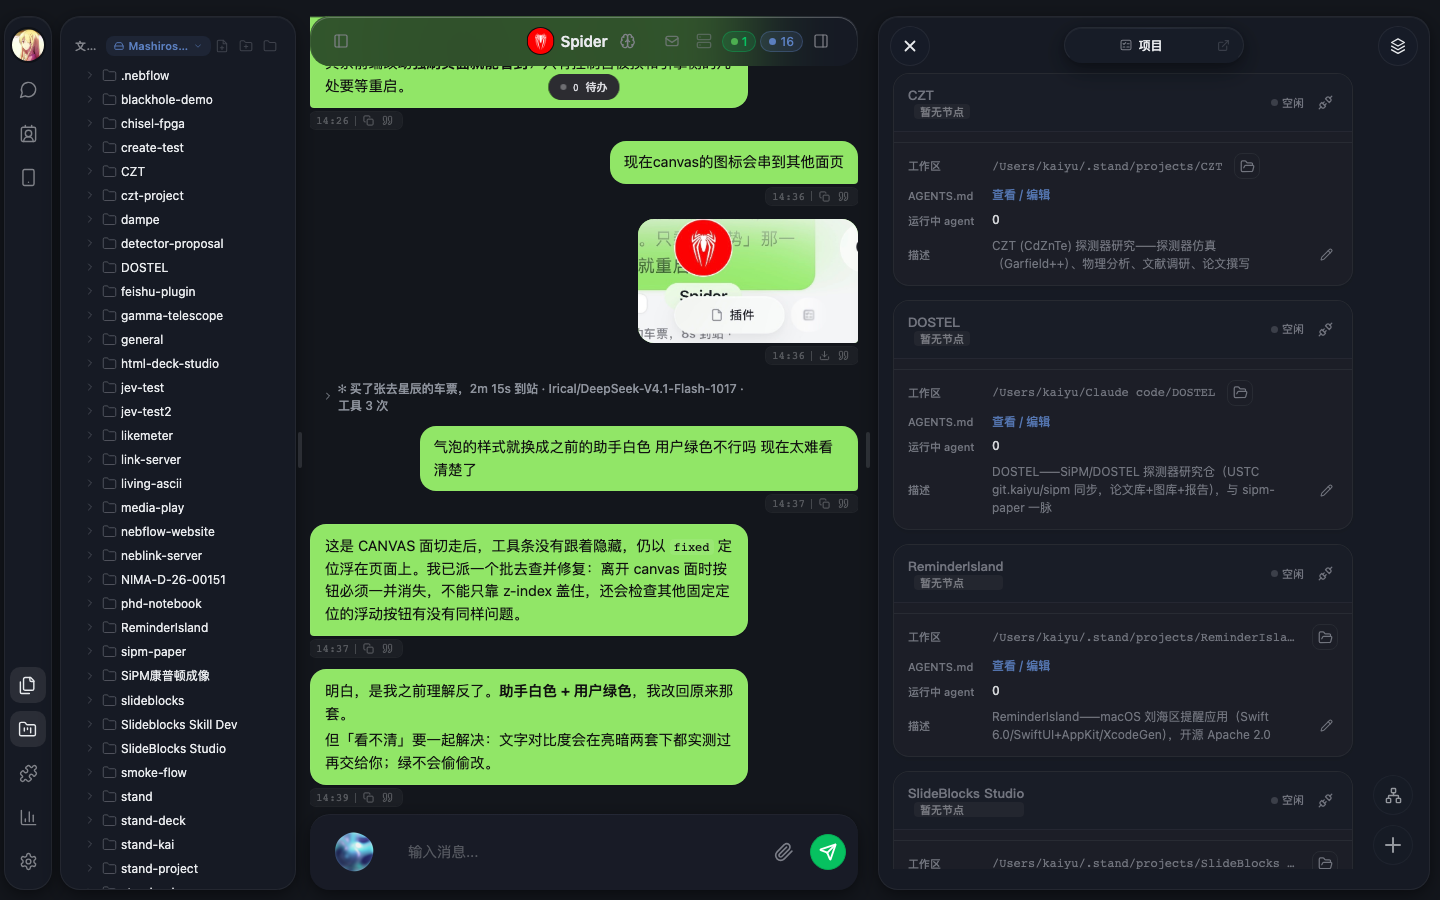 文...
Mashiros...
.nebflow
blackhole-demo
chisel-fpga
create-test
CZT
czt-project
dampe
detector-proposal
DOSTEL
feishu-plugin
gamma-telescope
general
html-deck-studio
jev-test
jev-test2
likemeter
link-server
living-ascii
media-play
nebflow-website
neblink-server
NIMA-D-26-00151
phd-notebook
ReminderIsland
sipm-paper
SiPM康普顿成像
slideblocks
Slideblocks Skill Dev
SlideBlocks Studio
smoke-flow
stand
stand-deck
stand-kai
stand-project
Spider
1
16
0 待办
处要等重启。
14:26
现在canvas的图标会串到其他面页
14:36
。只
势」那一
就重启
Spider
插件
车票，8s 到站 ·
14:36
✻ 买了张去星辰的车票，2m 15s 到站 · lrical/DeepSeek-V4.1-Flash-1017 ·
工具 3 次
气泡的样式就换成之前的助手白色 用户绿色不行吗 现在太难看
清楚了
14:37
这是 CANVAS 面切走后，工具条没有跟着隐藏，仍以 fixed 定
位浮在页面上。我已派一个批去查并修复：离开 canvas 面时按
钮必须一并消失，不能只靠 z-index 盖住，还会检查其他固定定
位的浮动按钮有没有同样问题。
14:37
明白，是我之前理解反了。助手白色 + 用户绿色，我改回原来那
套。
但「看不清」要一起解决：文字对比度会在亮暗两套下都实测过
再交给你；绿不会偷偷改。
14:39
输入消息...
项目
CZT
暂无节点
空闲
工作区
/Users/kaiyu/.stand/projects/CZT
AGENTS.md
查看 / 编辑
运行中 agent
0
描述
CZT (CdZnTe) 探测器研究——探测器仿真
（Garfield++）、物理分析、文献调研、论文撰写
DOSTEL
暂无节点
空闲
工作区
/Users/kaiyu/Claude code/DOSTEL
AGENTS.md
查看 / 编辑
运行中 agent
0
描述
DOSTEL——SiPM/DOSTEL 探测器研究仓（USTC
git.kaiyu/sipm 同步，论文库+图库+报告），与 sipm-
paper 一脉
ReminderIsland
暂无节点
空闲
工作区
/Users/kaiyu/.stand/projects/ReminderIsla…
AGENTS.md
查看 / 编辑
运行中 agent
0
描述
ReminderIsland——macOS 刘海区提醒应用（Swift
6.0/SwiftUI+AppKit/XcodeGen），开源 Apache 2.0
SlideBlocks Studio
暂无节点
空闲
工作区
/Users/kaiyu/.stand/projects/SlideBlocks …